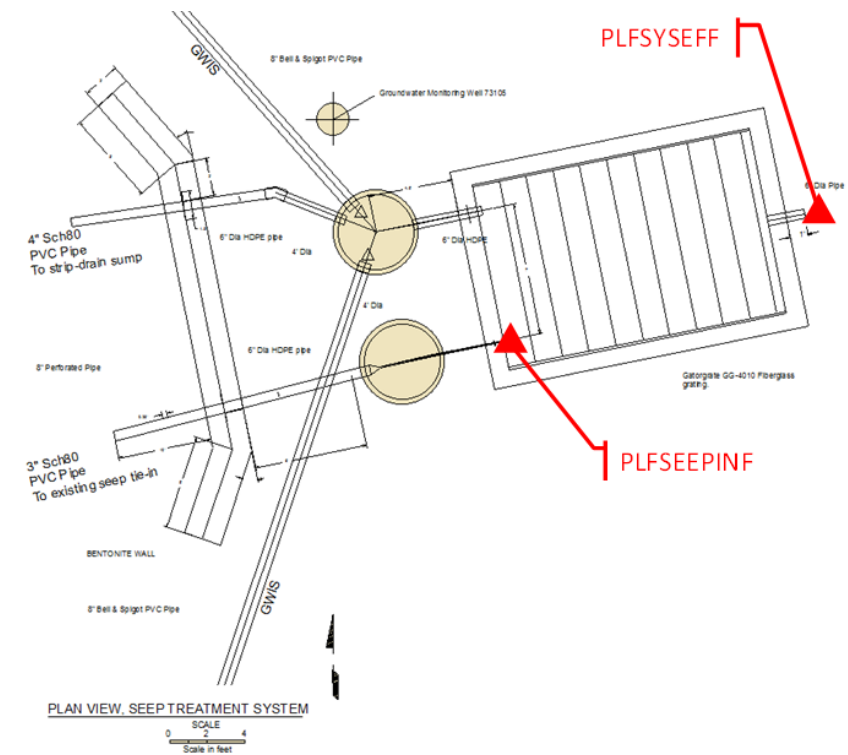 PLFSYSEFF
GWIS
8" Bell & Spigot PVC Pipe
Groundwater Monitoring Well 73105
6" Dia Pipe
4" Sch80
PVC Pipe
To strip-drain sump
6" Dia HDPE pipe
4' Dia
6" Dia HDPE
4' Dia
8" Perforated Pipe
6" Dia HDPE pipe
Gatorgrate GG-4010 Fiberglass
grating.
PLFSEEPINF
3" Sch80
PVC Pipe
To existing seep tie-in
BENTONITE WALL
GWIS
8" Bell & Spigot PVC Pipe
PLAN VIEW, SEEP TREATMENT SYSTEM
SCALE
0 2 4
Scale in feet